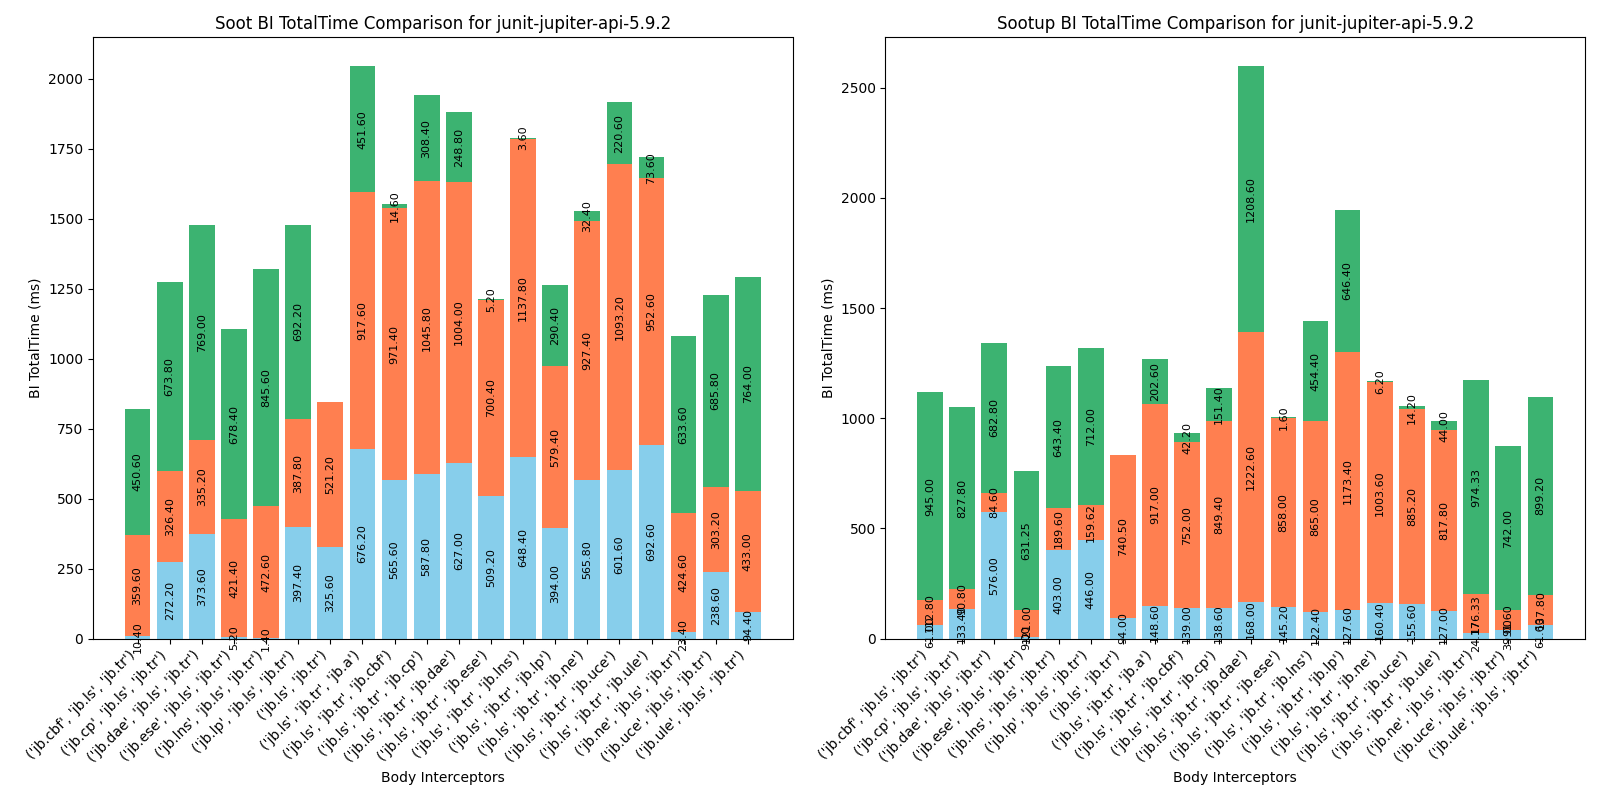 Soot BI TotalTime Comparison for junit-jupiter-api-5.9.2
BI TotalTime (ms)
2000
1750
1500
1250
1000
750
500
250
0
450.60
359.60
10.40
673.80
326.40
272.20
769.00
335.20
373.60
678.40
421.40
5.20
845.60
472.60
1.40
692.20
387.80
397.40
521.20
325.60
451.60
917.60
676.20
14.60
971.40
565.60
308.40
1045.80
587.80
248.80
1004.00
627.00
5.20
700.40
509.20
3.60
1137.80
648.40
290.40
579.40
394.00
32.40
927.40
565.80
220.60
1093.20
601.60
73.60
952.60
692.60
633.60
424.60
23.40
685.80
303.20
238.60
764.00
433.00
94.40
('jb.cbf', 'jb.ls', 'jb.tr')
('jb.cp', 'jb.ls', 'jb.tr')
('jb.dae', 'jb.ls', 'jb.tr')
('jb.ese', 'jb.ls', 'jb.tr')
('jb.lns', 'jb.ls', 'jb.tr')
('jb.lp', 'jb.ls', 'jb.tr')
('jb.ls', 'jb.tr')
('jb.ls', 'jb.tr', 'jb.a')
('jb.ls', 'jb.tr', 'jb.cbf')
('jb.ls', 'jb.tr', 'jb.cp')
('jb.ls', 'jb.tr', 'jb.dae')
('jb.ls', 'jb.tr', 'jb.ese')
('jb.ls', 'jb.tr', 'jb.lns')
('jb.ls', 'jb.tr', 'jb.lp')
('jb.ls', 'jb.tr', 'jb.ne')
('jb.ls', 'jb.tr', 'jb.uce')
('jb.ls', 'jb.tr', 'jb.ule')
('jb.ne', 'jb.ls', 'jb.tr')
('jb.uce', 'jb.ls', 'jb.tr')
('jb.ule', 'jb.ls', 'jb.tr')
Body Interceptors
Sootup BI TotalTime Comparison for junit-jupiter-api-5.9.2
BI TotalTime (ms)
2500
2000
1500
1000
500
0
945.00
112.80
827.80
90.80
133.40
682.80
84.60
576.00
631.25
643.40
189.60
403.00
712.00
159.62
446.00
740.50
94.00
202.60
917.00
148.60
42.20
752.00
139.00
151.40
849.40
138.60
1208.60
1222.60
168.00
1.60
858.00
145.20
454.40
865.00
122.40
646.40
1173.40
127.60
6.20
1003.60
160.40
14.20
885.20
155.60
44.00
817.80
127.00
974.33
176.33
742.00
899.20
137.80
('jb.cbf', 'jb.ls', 'jb.tr')
('jb.cp', 'jb.ls', 'jb.tr')
('jb.dae', 'jb.ls', 'jb.tr')
('jb.ese', 'jb.ls', 'jb.tr')
('jb.lns', 'jb.ls', 'jb.tr')
('jb.lp', 'jb.ls', 'jb.tr')
('jb.ls', 'jb.tr')
('jb.ls', 'jb.tr', 'jb.a')
('jb.ls', 'jb.tr', 'jb.cbf')
('jb.ls', 'jb.tr', 'jb.cp')
('jb.ls', 'jb.tr', 'jb.dae')
('jb.ls', 'jb.tr', 'jb.ese')
('jb.ls', 'jb.tr', 'jb.lns')
('jb.ls', 'jb.tr', 'jb.lp')
('jb.ls', 'jb.tr', 'jb.ne')
('jb.ls', 'jb.tr', 'jb.uce')
('jb.ls', 'jb.tr', 'jb.ule')
('jb.ne', 'jb.ls', 'jb.tr')
('jb.uce', 'jb.ls', 'jb.tr')
('jb.ule', 'jb.ls', 'jb.tr')
Body Interceptors